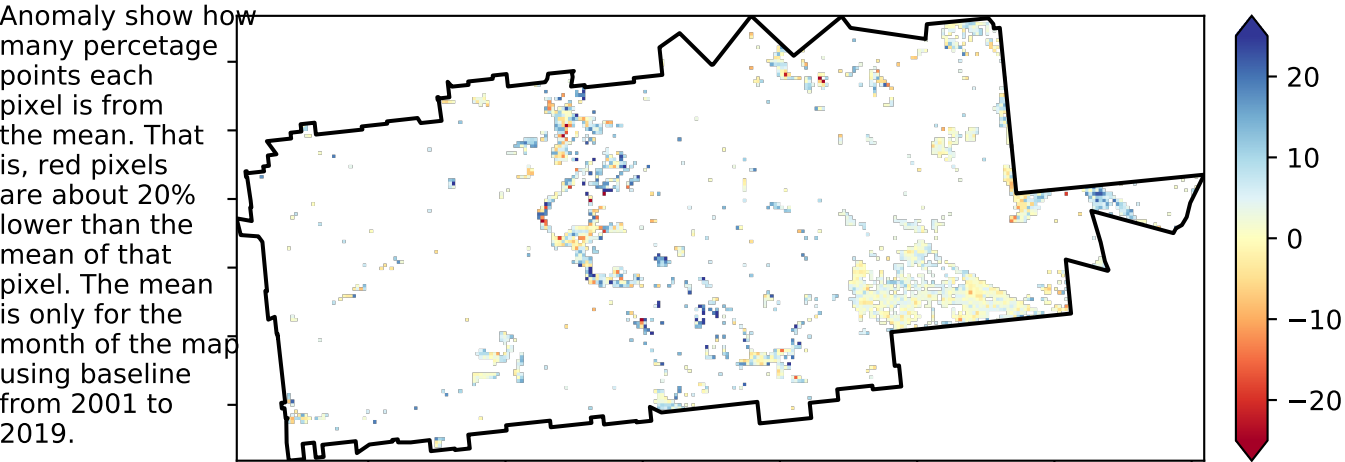 Anomaly show how
many percetage
points each
pixel is from
the mean. That
is, red pixels
are about 20%
lower than the
mean of that
pixel. The mean
is only for the
month of the map
using baseline
from 2001 to
2019.
20
10
0
−10
−20